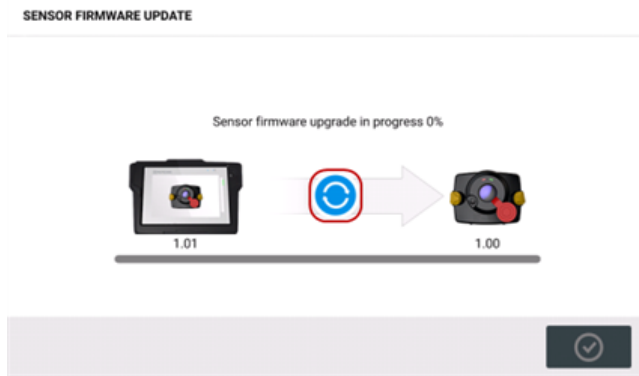 SENSOR FIRMWARE UPDATE
Sensor firmware upgrade in progress 0%
1.01
1.00